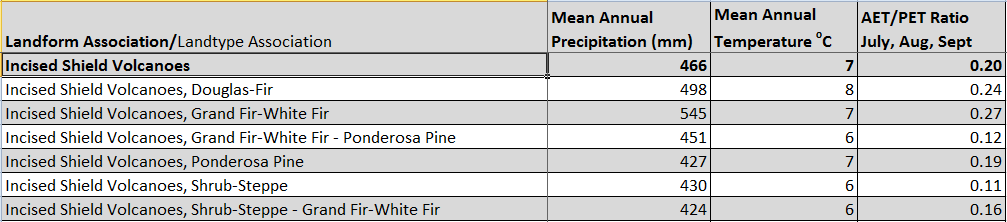 Landform Association/Landtype Association Mean Annual Precipitation (mm) Mean Annual Temperature °C AET/PET Ratio July, Aug, Sept
Incised Shield Volcanoes 466 7 0.20
Incised Shield Volcanoes, Douglas-Fir 498 8 0.24
Incised Shield Volcanoes, Grand Fir-White Fir 545 7 0.27
Incised Shield Volcanoes, Grand Fir-White Fir - Ponderosa Pine 451 6 0.12
Incised Shield Volcanoes, Ponderosa Pine 427 7 0.19
Incised Shield Volcanoes, Shrub-Steppe 430 6 0.11
Incised Shield Volcanoes, Shrub-Steppe - Grand Fir-White Fir 424 6 0.16